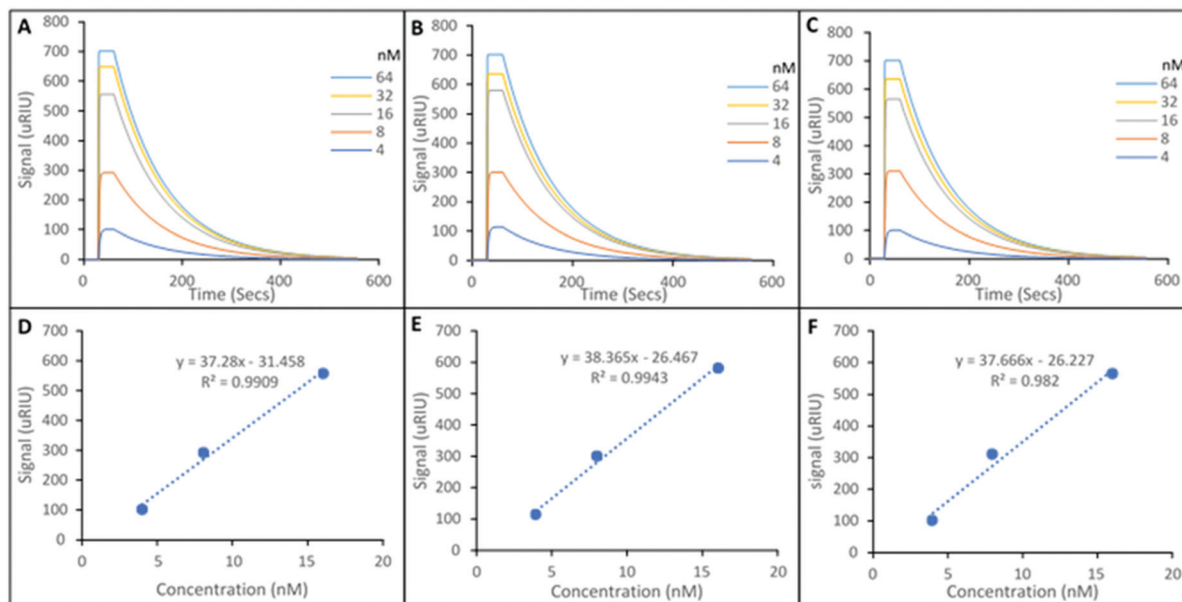 A
800
700
600
500
400
300
200
100
0
Signal (uRIU)
nM
64
32
16
8
4
0 200 400 600
Time (Secs)
B
800
700
600
500
400
300
200
100
0
Signal (uRIU)
nM
64
32
16
8
4
0 200 400 600
Time (Secs)
C
800
700
600
500
400
300
200
100
0
Signal (uRIU)
nM
64
32
16
8
4
0 200 400 600
Time (Secs)
D
700
600
500
400
300
200
100
0
Signal (uRIU)
y = 37.28x - 31.458
R² = 0.9909
0 5 10 15 20
Concentration (nM)
E
700
600
500
400
300
200
100
0
Signal (uRIU)
y = 38.365x - 26.467
R² = 0.9943
0 5 10 15 20
Concentration (nM)
F
700
600
500
400
300
200
100
0
signal (uRIU)
y = 37.666x - 26.227
R² = 0.982
0 5 10 15 20
Concentration (nM)